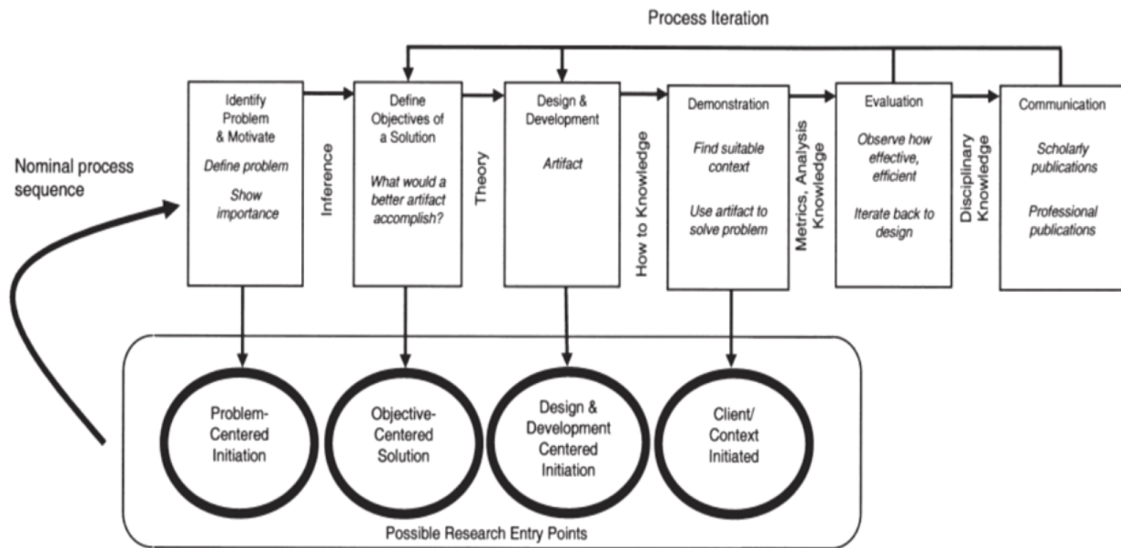 Process Iteration
Nominal process
sequence
Identify
Problem
& Motivate
Define problem
Show
importance
Inference
Define
Objectives of
a Solution
What would a
better artifact
accomplish?
Theory
Design &
Development
Artifact
How to Knowledge
Demonstration
Find suitable
context
Use artifact to
solve problem
Metrics, Analysis
Knowledge
Evaluation
Observe how
effective,
efficient
Iterate back to
design
Disciplinary
Knowledge
Communication
Scholarly
publications
Professional
publications
Problem-
Centered
Initiation
Objective-
Centered
Solution
Design &
Development
Centered
Initiation
Client/
Context
Initiated
Possible Research Entry Points